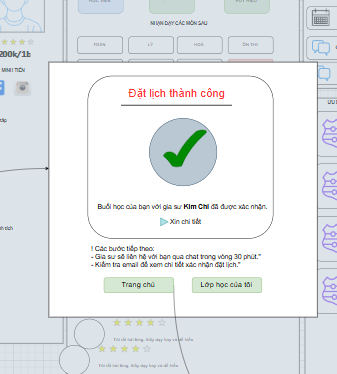 NHẬN DẠY CÁC MÔN SAU
TOÁN
LÝ
HÓA
ÔN THI
200k/1b
MINH TIẾN
Đặt lịch thành công
Buổi học của bạn với gia sư Kim Chi đã được xác nhận.
Xin chi tiết
! Các bước tiếp theo:
- Gia sư sẽ liên hệ với bạn qua chat trong vòng 30 phút."
- Kiểm tra email để xem chi tiết xác nhận đặt lịch."
Trang chủ
Lớp học của tôi